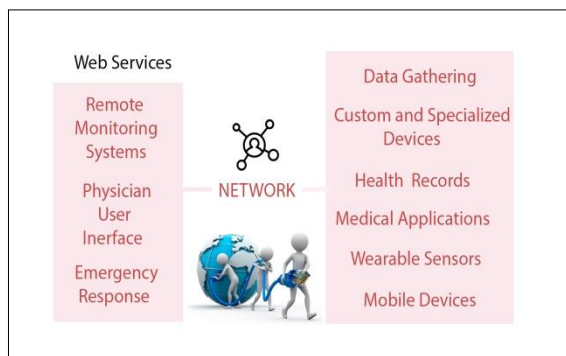 Web Services
Remote
Monitoring
Systems
Physician
User
Inerface
Emergency
Response
NETWORK
Data Gathering
Custom and Specialized
Devices
Health Records
Medical Applications
Wearable Sensors
Mobile Devices